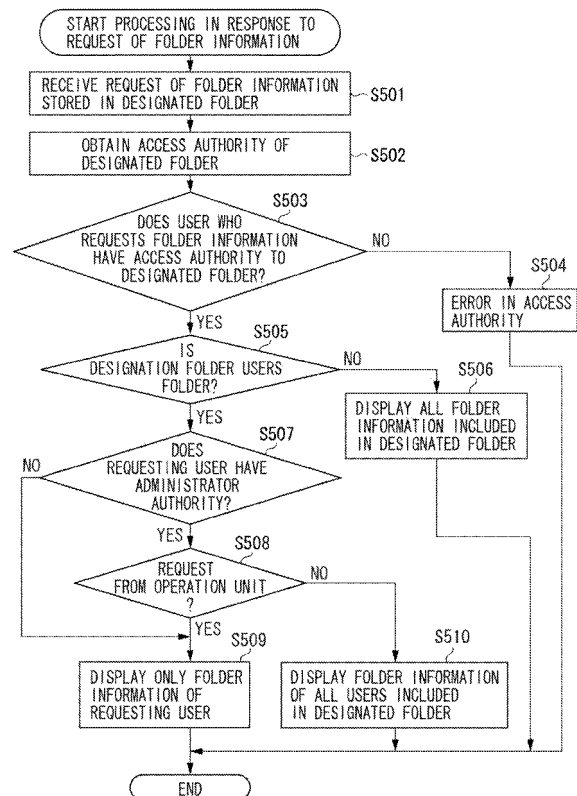 START PROCESSING IN RESPONSE TO
REQUEST OF FOLDER INFORMATION
RECEIVE REQUEST OF FOLDER INFORMATION
STORED IN DESIGNATED FOLDER
S501
OBTAIN ACCESS AUTHORITY OF
DESIGNATED FOLDER
S502
S503
DOES USER WHO
REQUESTS FOLDER INFORMATION
HAVE ACCESS AUTHORITY TO
DESIGNATED FOLDER?
NO
S504
ERROR IN ACCESS
AUTHORITY
YES
S505
IS
DESIGNATION FOLDER USERS
FOLDER?
NO
S506
DISPLAY ALL FOLDER
INFORMATION INCLUDED
IN DESIGNATED FOLDER
YES
S507
DOES
REQUESTING USER HAVE
ADMINISTRATOR
AUTHORITY?
NO
YES
S508
REQUEST
FROM OPERATION UNIT
?
NO
YES
S509
DISPLAY ONLY FOLDER
INFORMATION OF
REQUESTING USER
S510
DISPLAY FOLDER INFORMATION
OF ALL USERS INCLUDED
IN DESIGNATED FOLDER
END